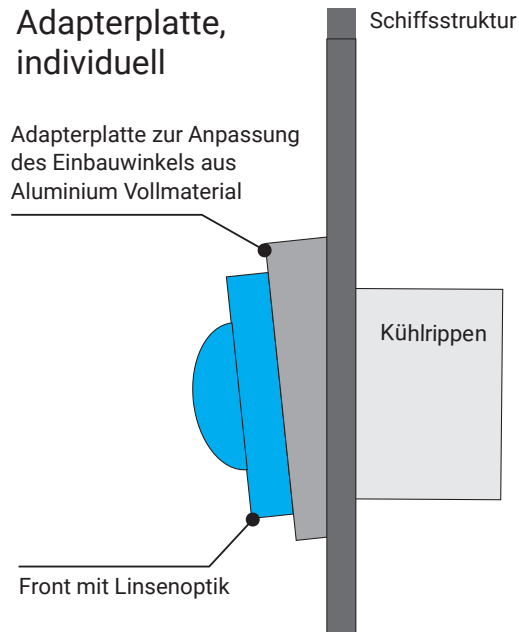 Adapterplatte,
individuell
Schiffsstruktur
Adapterplatte zur Anpassung
des Einbauwinkels aus
Aluminium Vollmaterial
Kühlrippen
Front mit Linsenoptik